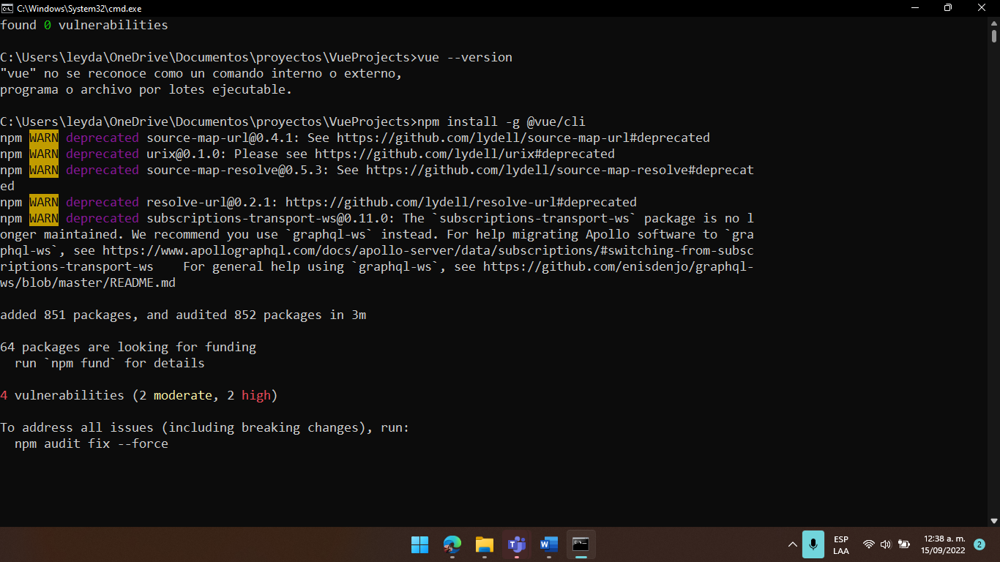 C:\Windows\System32\cmd.exe
found 0 vulnerabilities
C:\Users\leyda\OneDrive\Documentos\proyectos\VueProjects>vue --version
"vue" no se reconoce como un comando interno o externo,
programa o archivo por lotes ejecutable.
C:\Users\leyda\OneDrive\Documentos\proyectos\VueProjects>npm install -g @vue/cli
npm WARN deprecated source-map-url@0.4.1: See https://github.com/lydell/source-map-url#deprecated
npm WARN deprecated urix@0.1.0: Please see https://github.com/lydell/urix#deprecated
npm WARN deprecated source-map-resolve@0.5.3: See https://github.com/lydell/source-map-resolve#deprecat
ed
npm WARN deprecated resolve-url@0.2.1: https://github.com/lydell/resolve-url#deprecated
npm WARN deprecated subscriptions-transport-ws@0.11.0: The `subscriptions-transport-ws` package is no l
onger maintained. We recommend you use `graphql-ws` instead. For help migrating Apollo software to `gra
phql-ws`, see https://www.apollographql.com/docs/apollo-server/data/subscriptions/#switching-from-subsc
riptions-transport-ws    For general help using `graphql-ws`, see https://github.com/enisdenjo/graphql-
ws/blob/master/README.md
added 851 packages, and audited 852 packages in 3m
64 packages are looking for funding
  run `npm fund` for details
4 vulnerabilities (2 moderate, 2 high)
To address all issues (including breaking changes), run:
  npm audit fix --force
ESP
LAA
12:38 a. m.
15/09/2022
2